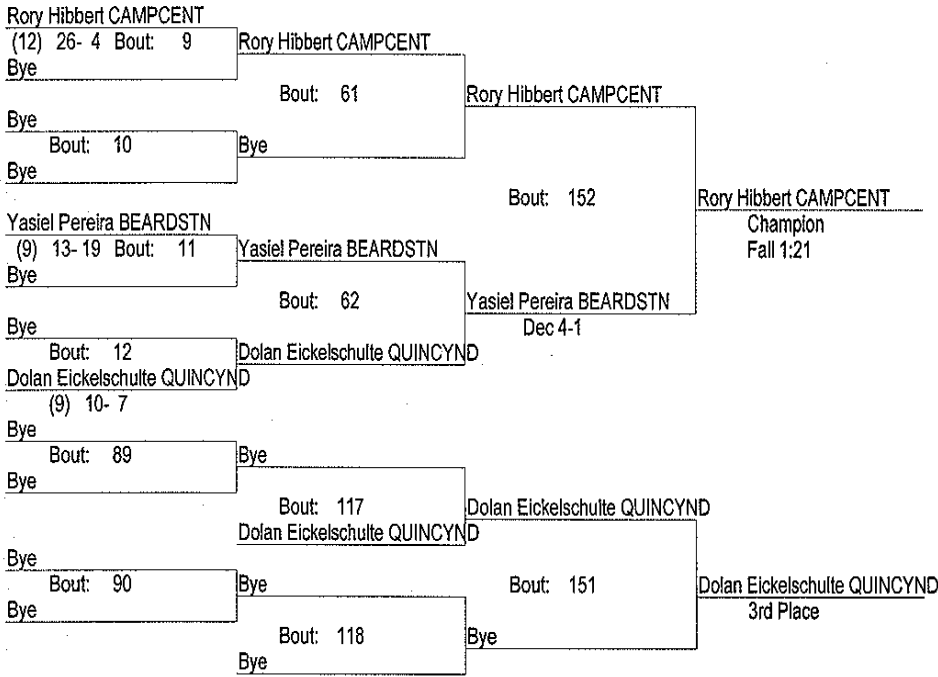 Rory Hibbert CAMPCENT
(12) 26- 4 Bout: 9
Rory Hibbert CAMPCENT
Bye
Bout: 61
Rory Hibbert CAMPCENT
Bye
Bout: 10
Bye
Bye
Bout: 152
Rory Hibbert CAMPCENT
Champion
Fall 1:21
Yasiel Pereira BEARDSTN
(9) 13- 19 Bout: 11
Yasiel Pereira BEARDSTN
Bye
Bout: 62
Yasiel Pereira BEARDSTN
Dec 4-1
Bye
Bout: 12
Dolan Eickelschulte QUINCYND
Dolan Eickelschulte QUINCYND
(9) 10- 7
Bye
Bout: 89
Bye
Bye
Bout: 117
Dolan Eickelschulte QUINCYND
Dolan Eickelschulte QUINCYND
Bye
Bout: 90
Bye
Bye
Bout: 151
Dolan Eickelschulte QUINCYND
3rd Place
Bout: 118
Bye
Bye